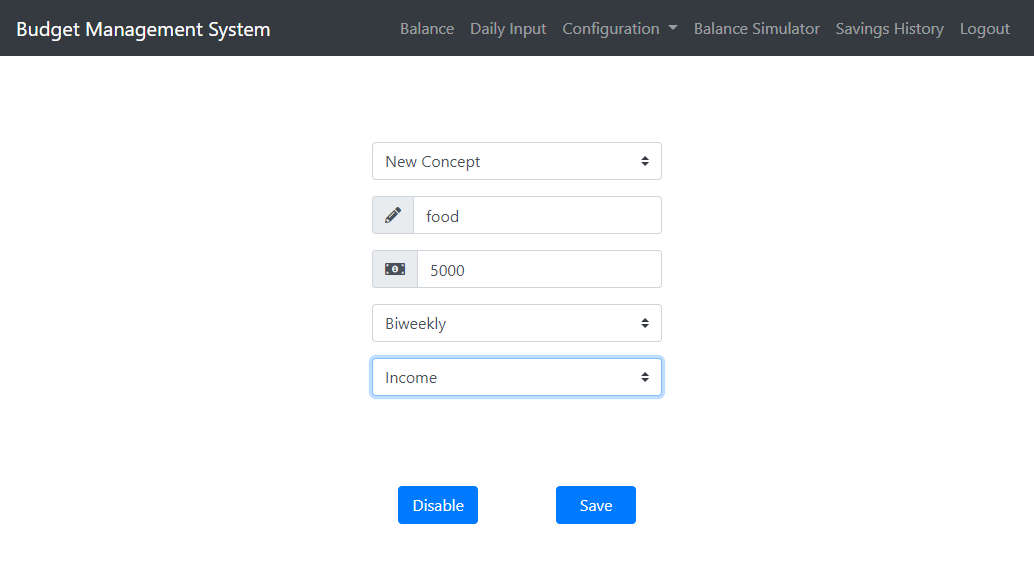 Budget Management System Balance Daily Input Configuration Balance Simulator Savings History Logout
New Concept
food
5000
Biweekly
Income
Disable Save